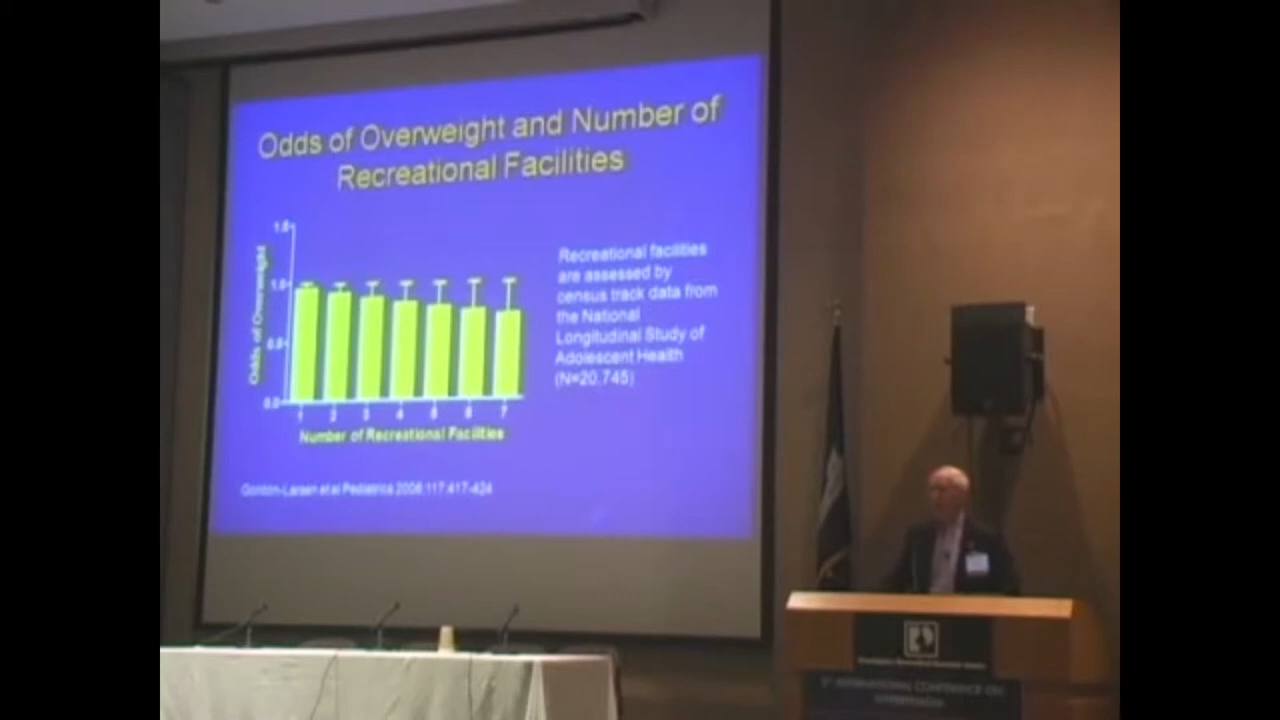 Odds of Overweight and Number of
Recreational Facilities
1.5
1.0
0.5
0.0
Odds of Overweight
1 2 3 4 5 6 7
Number of Recreational Facilities
Recreational facilities
are assessed by
census track data from
the National
Longitudinal Study of
Adolescent Health
(N=20,745)
Gordon-Larsen et al Pediatrics 2006;117:417-424
INTERNATIONAL CONFERENCE ON